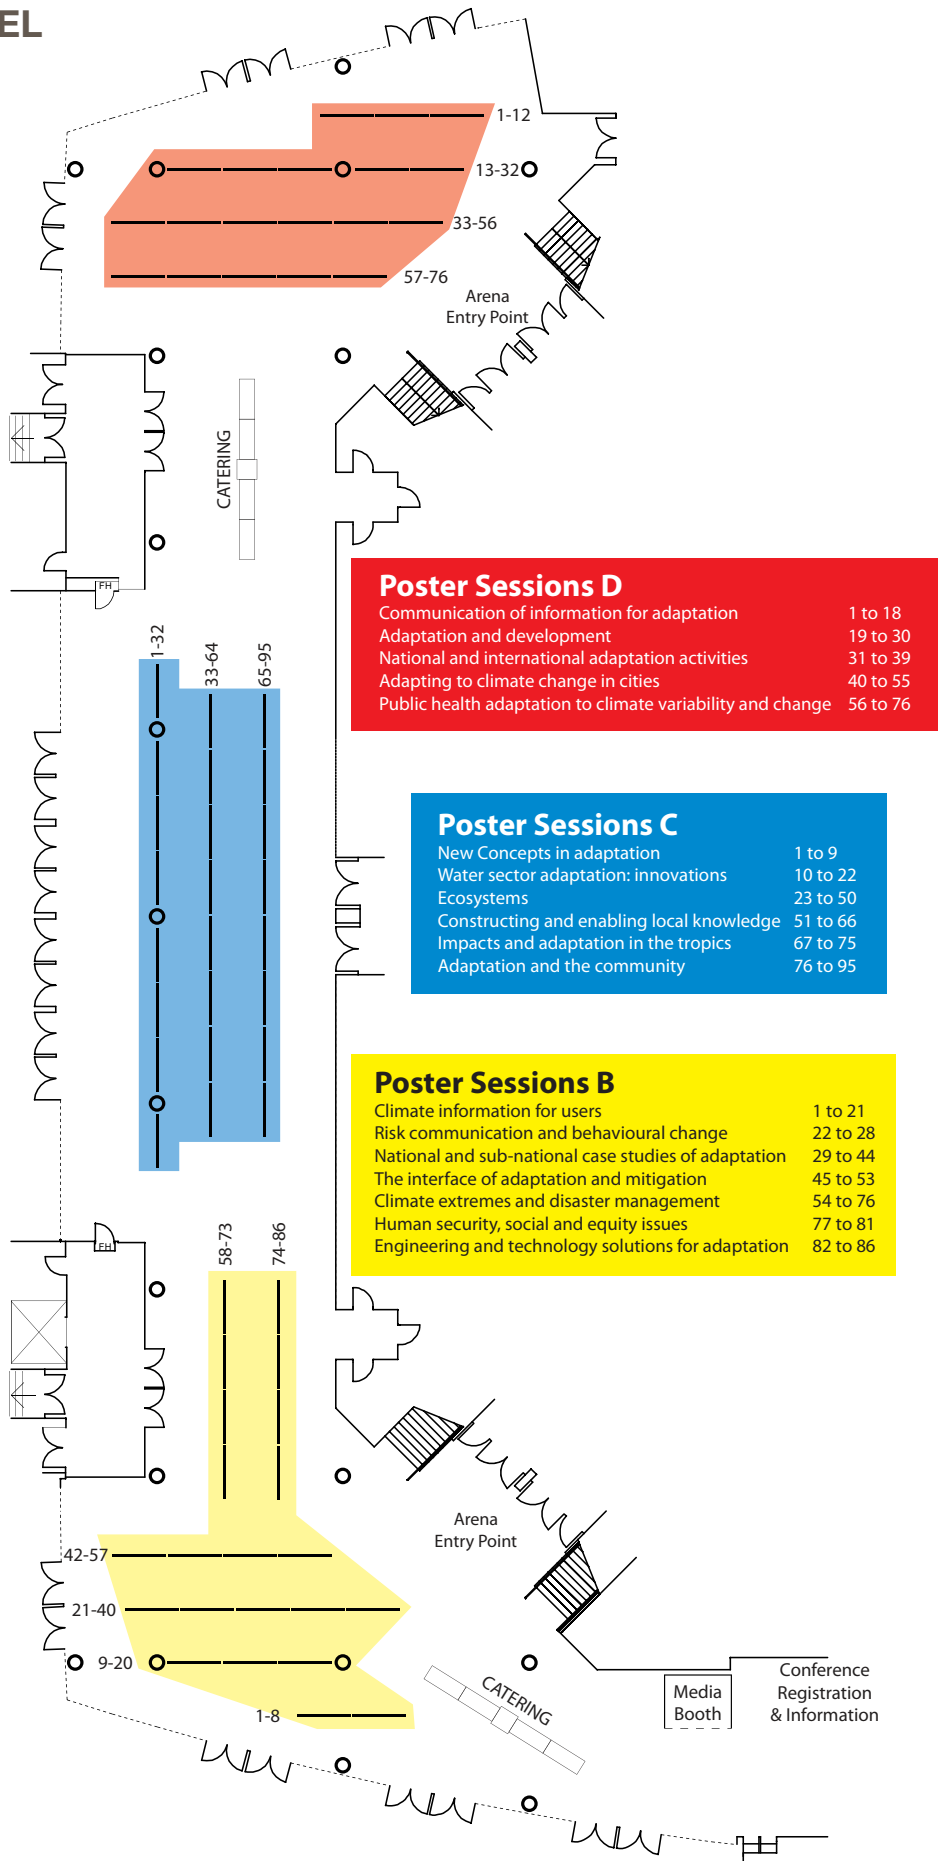 EL
1-12
13-32
33-56
57-76
Arena
Entry Point
CATERING
FH
Poster Sessions D
Communication of information for adaptation 1 to 18
Adaptation and development 19 to 30
National and international adaptation activities 31 to 39
Adapting to climate change in cities 40 to 55
Public health adaptation to climate variability and change 56 to 76
1-32
33-64
65-95
Poster Sessions C
New Concepts in adaptation 1 to 9
Water sector adaptation: innovations 10 to 22
Ecosystems 23 to 50
Constructing and enabling local knowledge 51 to 66
Impacts and adaptation in the tropics 67 to 75
Adaptation and the community 76 to 95
Poster Sessions B
Climate information for users 1 to 21
Risk communication and behavioural change 22 to 28
National and sub-national case studies of adaptation 29 to 44
The interface of adaptation and mitigation 45 to 53
Climate extremes and disaster management 54 to 76
Human security, social and equity issues 77 to 81
Engineering and technology solutions for adaptation 82 to 86
FH
58-73
74-86
Arena
Entry Point
42-57
21-40
9-20
1-8
CATERING
Media
Booth
Conference
Registration
& Information